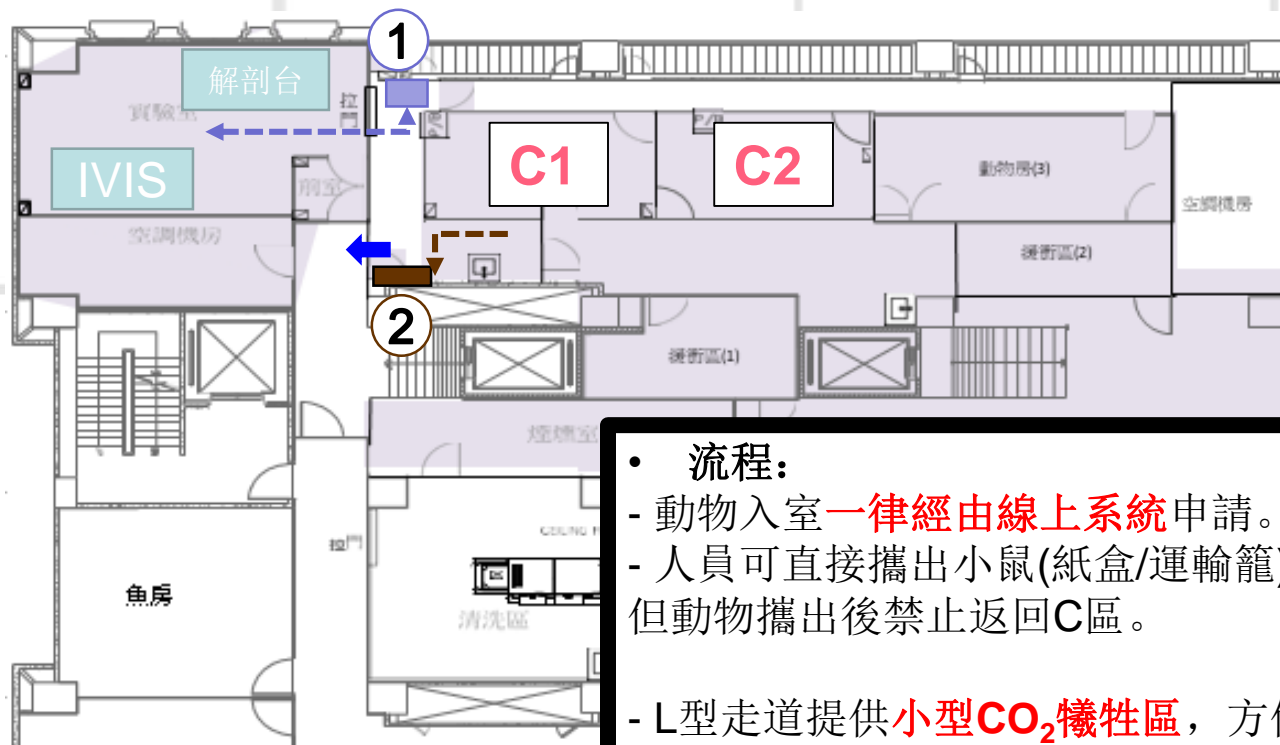 1
解剖台
實驗室
拉門
P/B
P/B
C1
C2
IVIS
前室
動物房(3)
空調機房
空調機房
緩衝區(2)
2
緩衝區(1)
煙燻室
拉門
魚房
清洗區
• 流程：
- 動物入室一律經由線上系統申請。
- 人員可直接攜出小鼠(紙盒/運輸籠)
但動物攜出後禁止返回C區。
- L型走道提供小型CO₂犧牲區，方